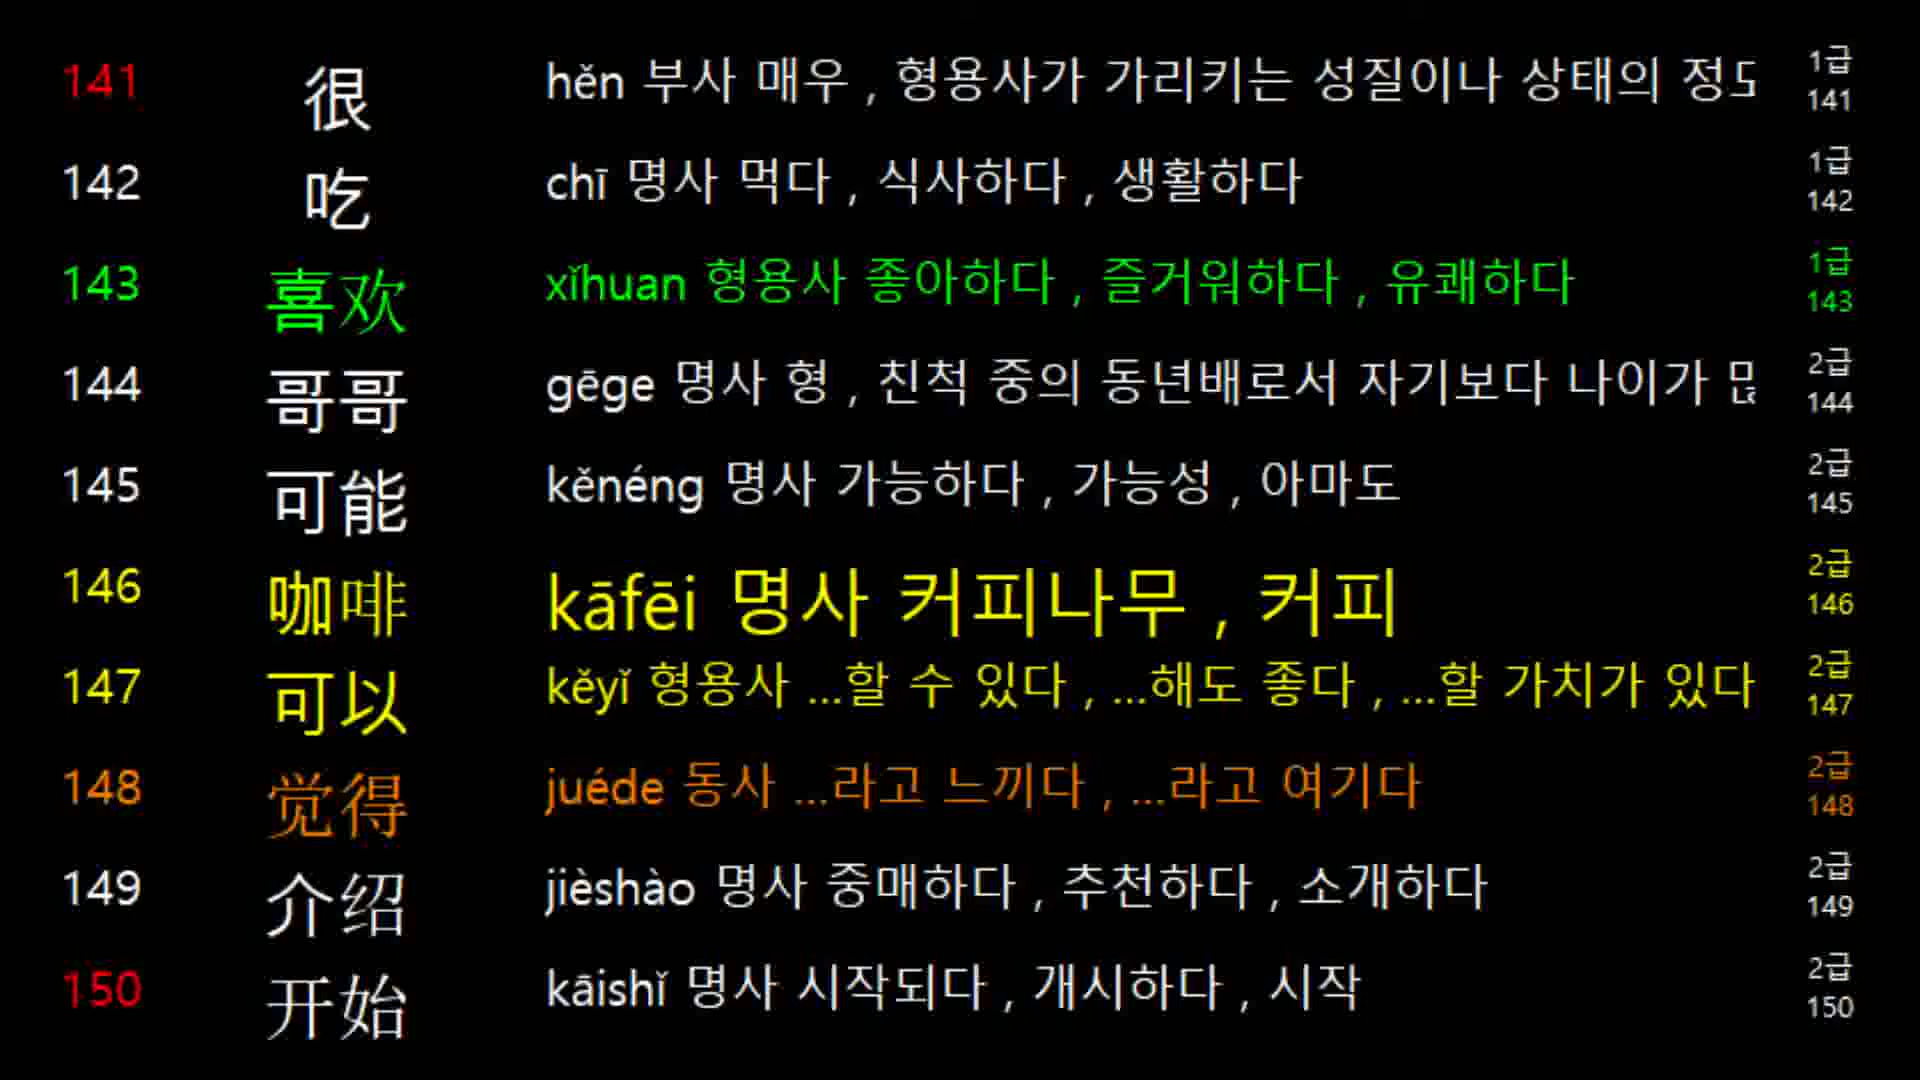 141 很 hěn 부사 매우 , 형용사가 가리키는 성질이나 상태의 1급 141
142 吃 chī 명사 먹다 , 식사하다 , 생활하다 1급 142
143 喜欢 xǐhuan 형용사 좋아하다 , 즐거워하다 , 유쾌하다 1급 143
144 哥哥 gēge 명사 형 , 친척 중의 동년배로서 자기보다 나이가 2급 144
145 可能 kěnéng 명사 가능하다 , 가능성 , 아마도 2급 145
146 咖啡 kāfēi 명사 커피나무 , 커피 2급 146
147 可以 kěyǐ 형용사 ...할 수 있다 , ...해도 좋다 , ...할 가치가 있다 2급 147
148 觉得 juéde 동사 ...라고 느끼다 , ...라고 여기다 2급 148
149 介绍 jièshào 명사 중매하다 , 추천하다 , 소개하다 2급 149
150 开始 kāishǐ 명사 시작되다 , 개시하다 , 시작 2급 150